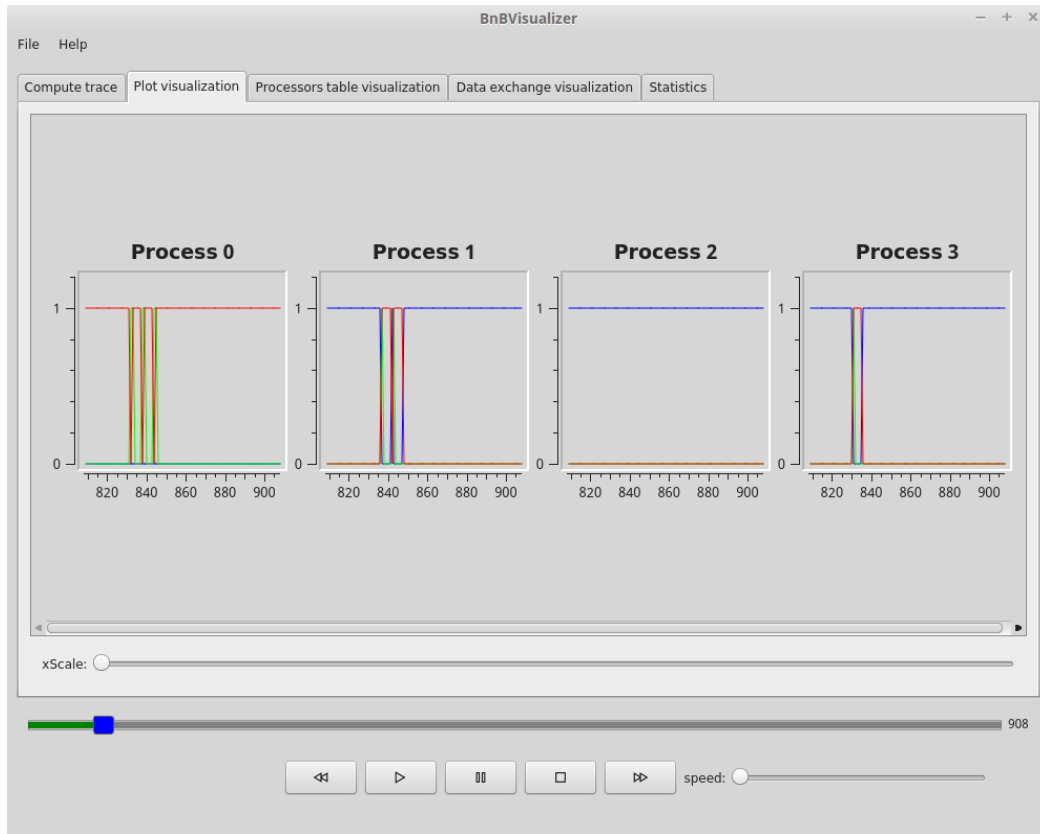 BnBVisualizer
File Help
Compute trace Plot visualization Processors table visualization Data exchange visualization Statistics
Process 0 Process 1 Process 2 Process 3
1 1 1 1
0 0 0 0
820 840 860 880 900 820 840 860 880 900 820 840 860 880 900 820 840 860 880 900
xScale:
908
speed: